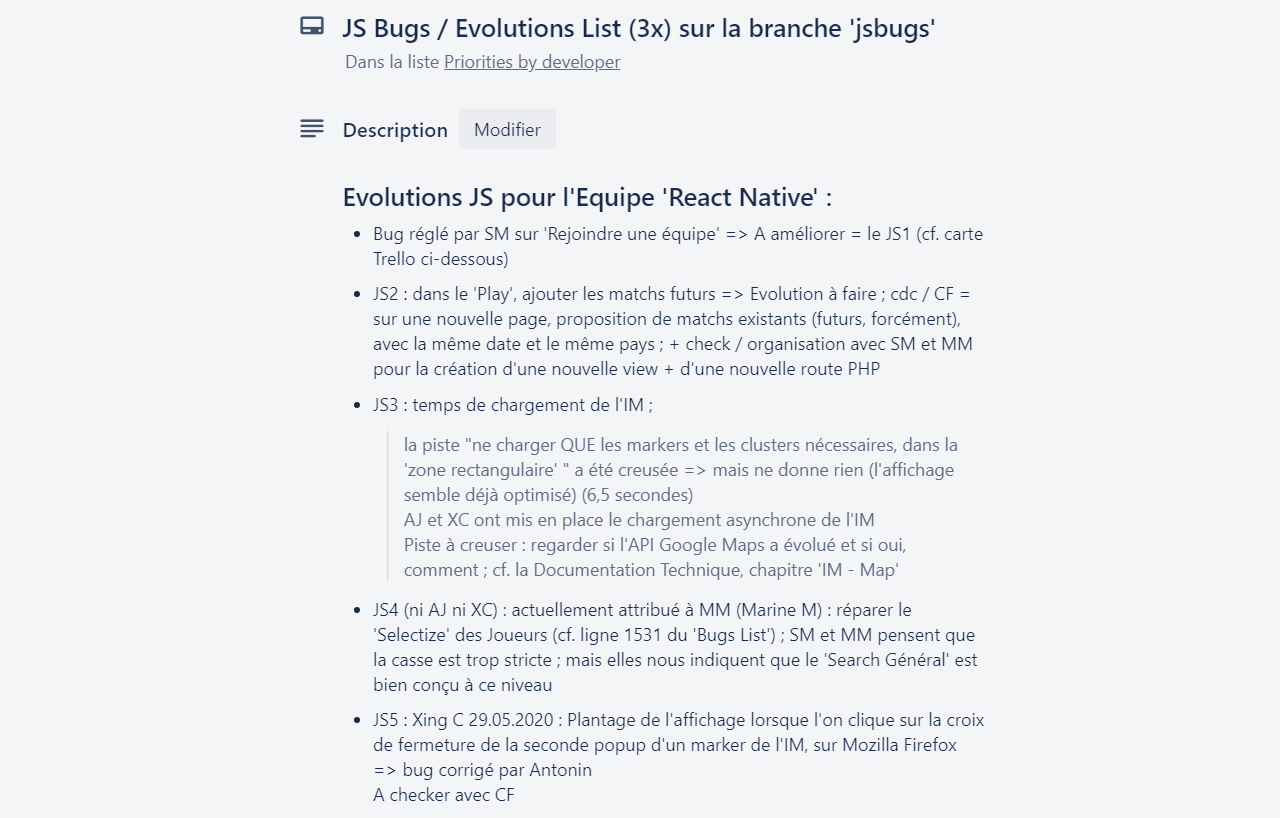 JS Bugs / Evolutions List (3x) sur la branche 'jsbugs'
Dans la liste Priorities by developer
Description Modifier
Evolutions JS pour l'Equipe 'React Native' :
• Bug réglé par SM sur 'Rejoindre une équipe' => A améliorer = le JS1 (cf. carte
Trello ci-dessous)
• JS2 : dans le 'Play', ajouter les matchs futurs => Evolution à faire ; cdc / CF =
sur une nouvelle page, proposition de matchs existants (futurs, forcément),
avec la même date et le même pays ; + check / organisation avec SM et MM
pour la création d'une nouvelle view + d'une nouvelle route PHP
• JS3 : temps de chargement de l'IM ;
la piste "ne charger QUE les markers et les clusters nécessaires, dans la
'zone rectangulaire' " a été creusée => mais ne donne rien (l'affichage
semble déjà optimisé) (6,5 secondes)
AJ et XC ont mis en place le chargement asynchrone de l'IM
Piste à creuser : regarder si l'API Google Maps a évolué et si oui,
comment ; cf. la Documentation Technique, chapitre 'IM - Map'
• JS4 (ni AJ ni XC) : actuellement attribué à MM (Marine M) : réparer le
'Selectize' des Joueurs (cf. ligne 1531 du 'Bugs List') ; SM et MM pensent que
la casse est trop stricte ; mais elles nous indiquent que le 'Search Général' est
bien conçu à ce niveau
• JS5 : Xing C 29.05.2020 : Plantage de l'affichage lorsque l'on clique sur la croix
de fermeture de la seconde popup d'un marker de l'IM, sur Mozilla Firefox
=> bug corrigé par Antonin
A checker avec CF